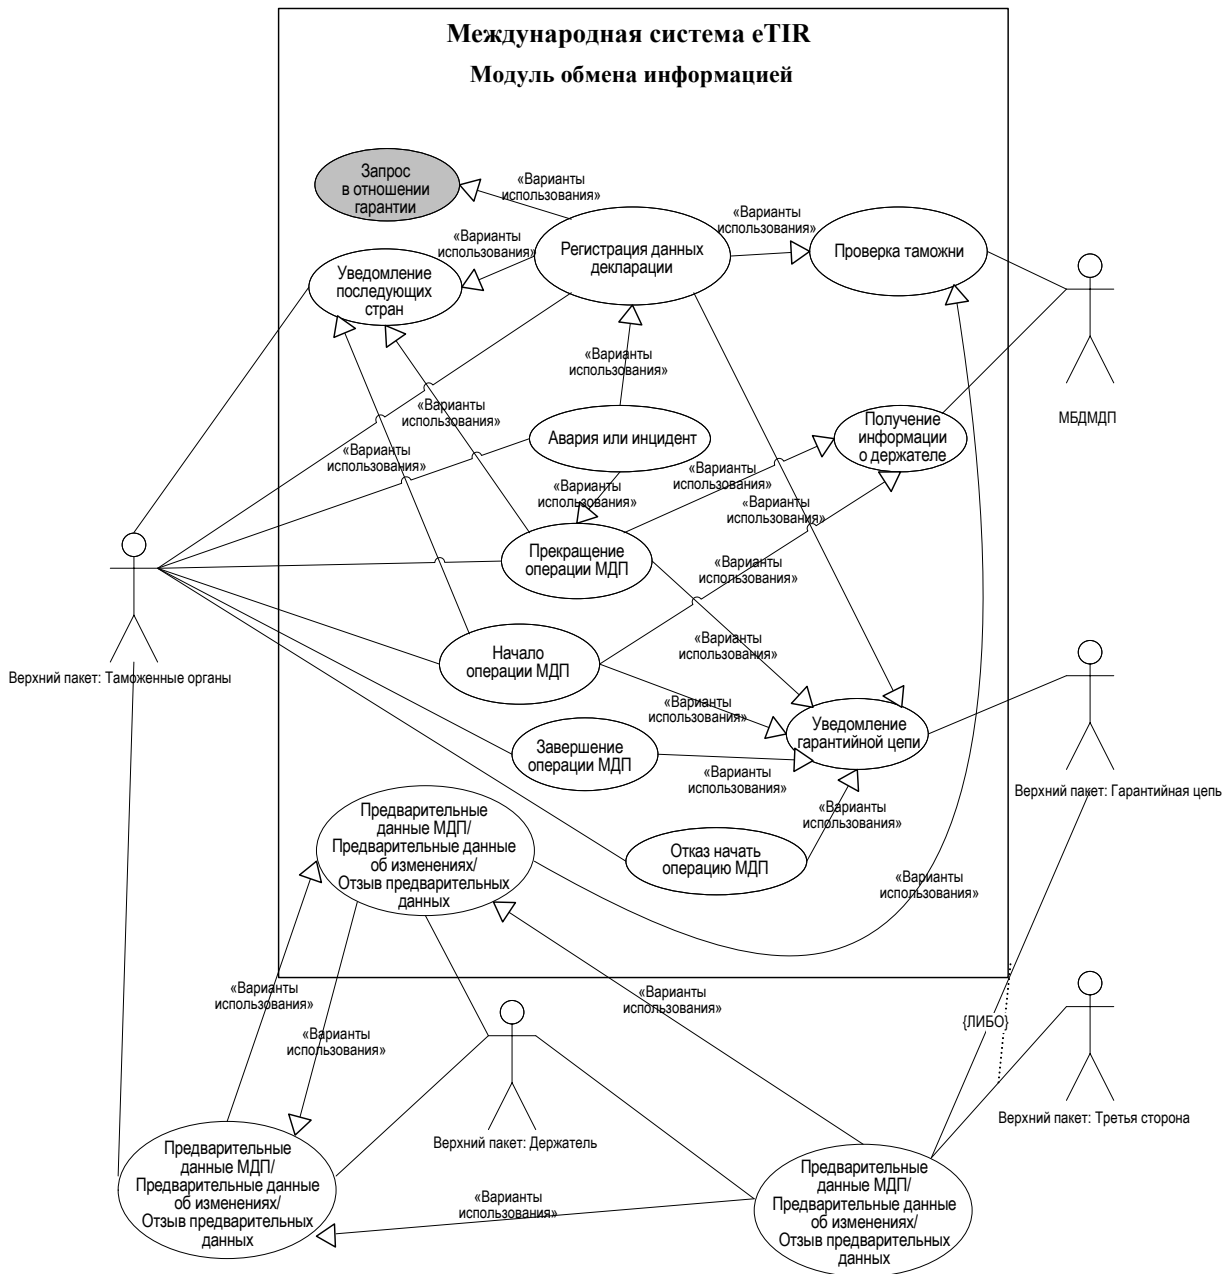 Международная система eTIR
Модуль обмена информацией
Запрос
в отношении
гарантии
«Варианты
использования»
«Варианты
использования»
«Варианты
использования»
Регистрация данных
декларации
Проверка таможни
Уведомление
последующих
стран
«Варианты
использования»
МБДМДП
«Варианты
использования»
Авария или инцидент
Получение
информации
о держателе
«Варианты
использования»
«Варианты
использования»
«Варианты
использования»
«Варианты
использования»
Прекращение
операции МДП
«Варианты
использования»
Верхний пакет: Таможенные органы
Начало
операции МДП
«Варианты
использования»
«Варианты
использования»
Уведомление
гарантийной цепи
Завершение
операции МДП
«Варианты
использования»
Верхний пакет: Гарантийная цепь
Предварительные
данные МДП/
Предварительные данные
об изменениях/
Отзыв предварительных
данных
«Варианты
использования»
Отказ начать
операцию МДП
«Варианты
использования»
«Варианты
использования»
«Варианты
использования»
«Варианты
использования»
{ЛИБО}
Верхний пакет: Держатель
Верхний пакет: Третья сторона
Предварительные
данные МДП/
Предварительные данные
об изменениях/
Отзыв предварительных
данных
«Варианты
использования»
Предварительные
данные МДП/
Предварительные данные
об изменениях/
Отзыв предварительных
данных